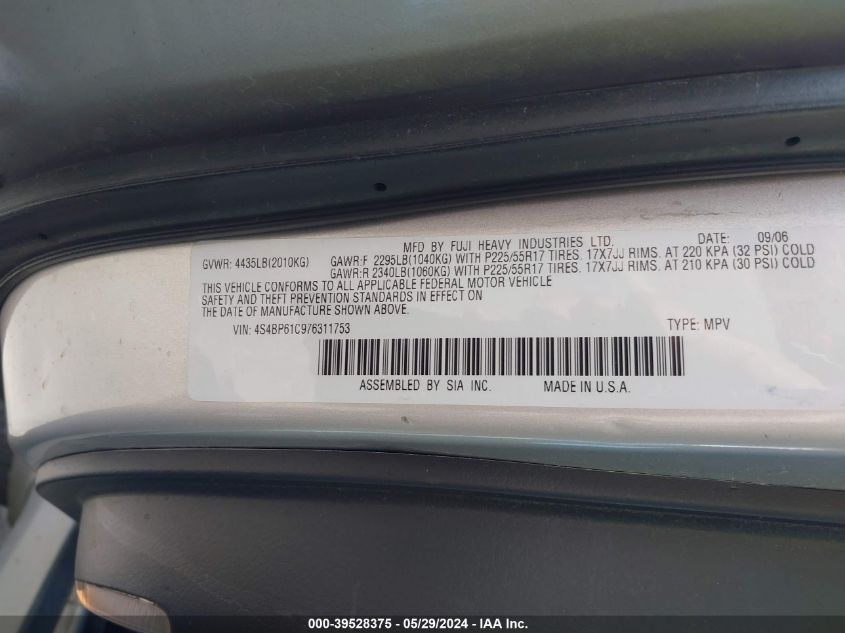 MFD BY FUJI HEAVY INDUSTRIES LTD. DATE: 09/06
GVWR: 4435LB(2010KG) GAWR:F 2295LB(1040KG) WITH P225/55R17 TIRES. 17X7JJ RIMS. AT 220 KPA (32 PSI) COLD
GAWR:R 2340LB(1060KG) WITH P225/55R17 TIRES. 17X7JJ RIMS. AT 210 KPA (30 PSI) COLD
THIS VEHICLE CONFORMS TO ALL APPLICABLE FEDERAL MOTOR VEHICLE
SAFETY AND THEFT PREVENTION STANDARDS IN EFFECT ON
THE DATE OF MANUFACTURE SHOWN ABOVE.
VIN: 4S4BP61C976311753 TYPE: MPV
ASSEMBLED BY SIA INC. MADE IN U.S.A.
000-39528375 - 05/29/2024 - IAA Inc.